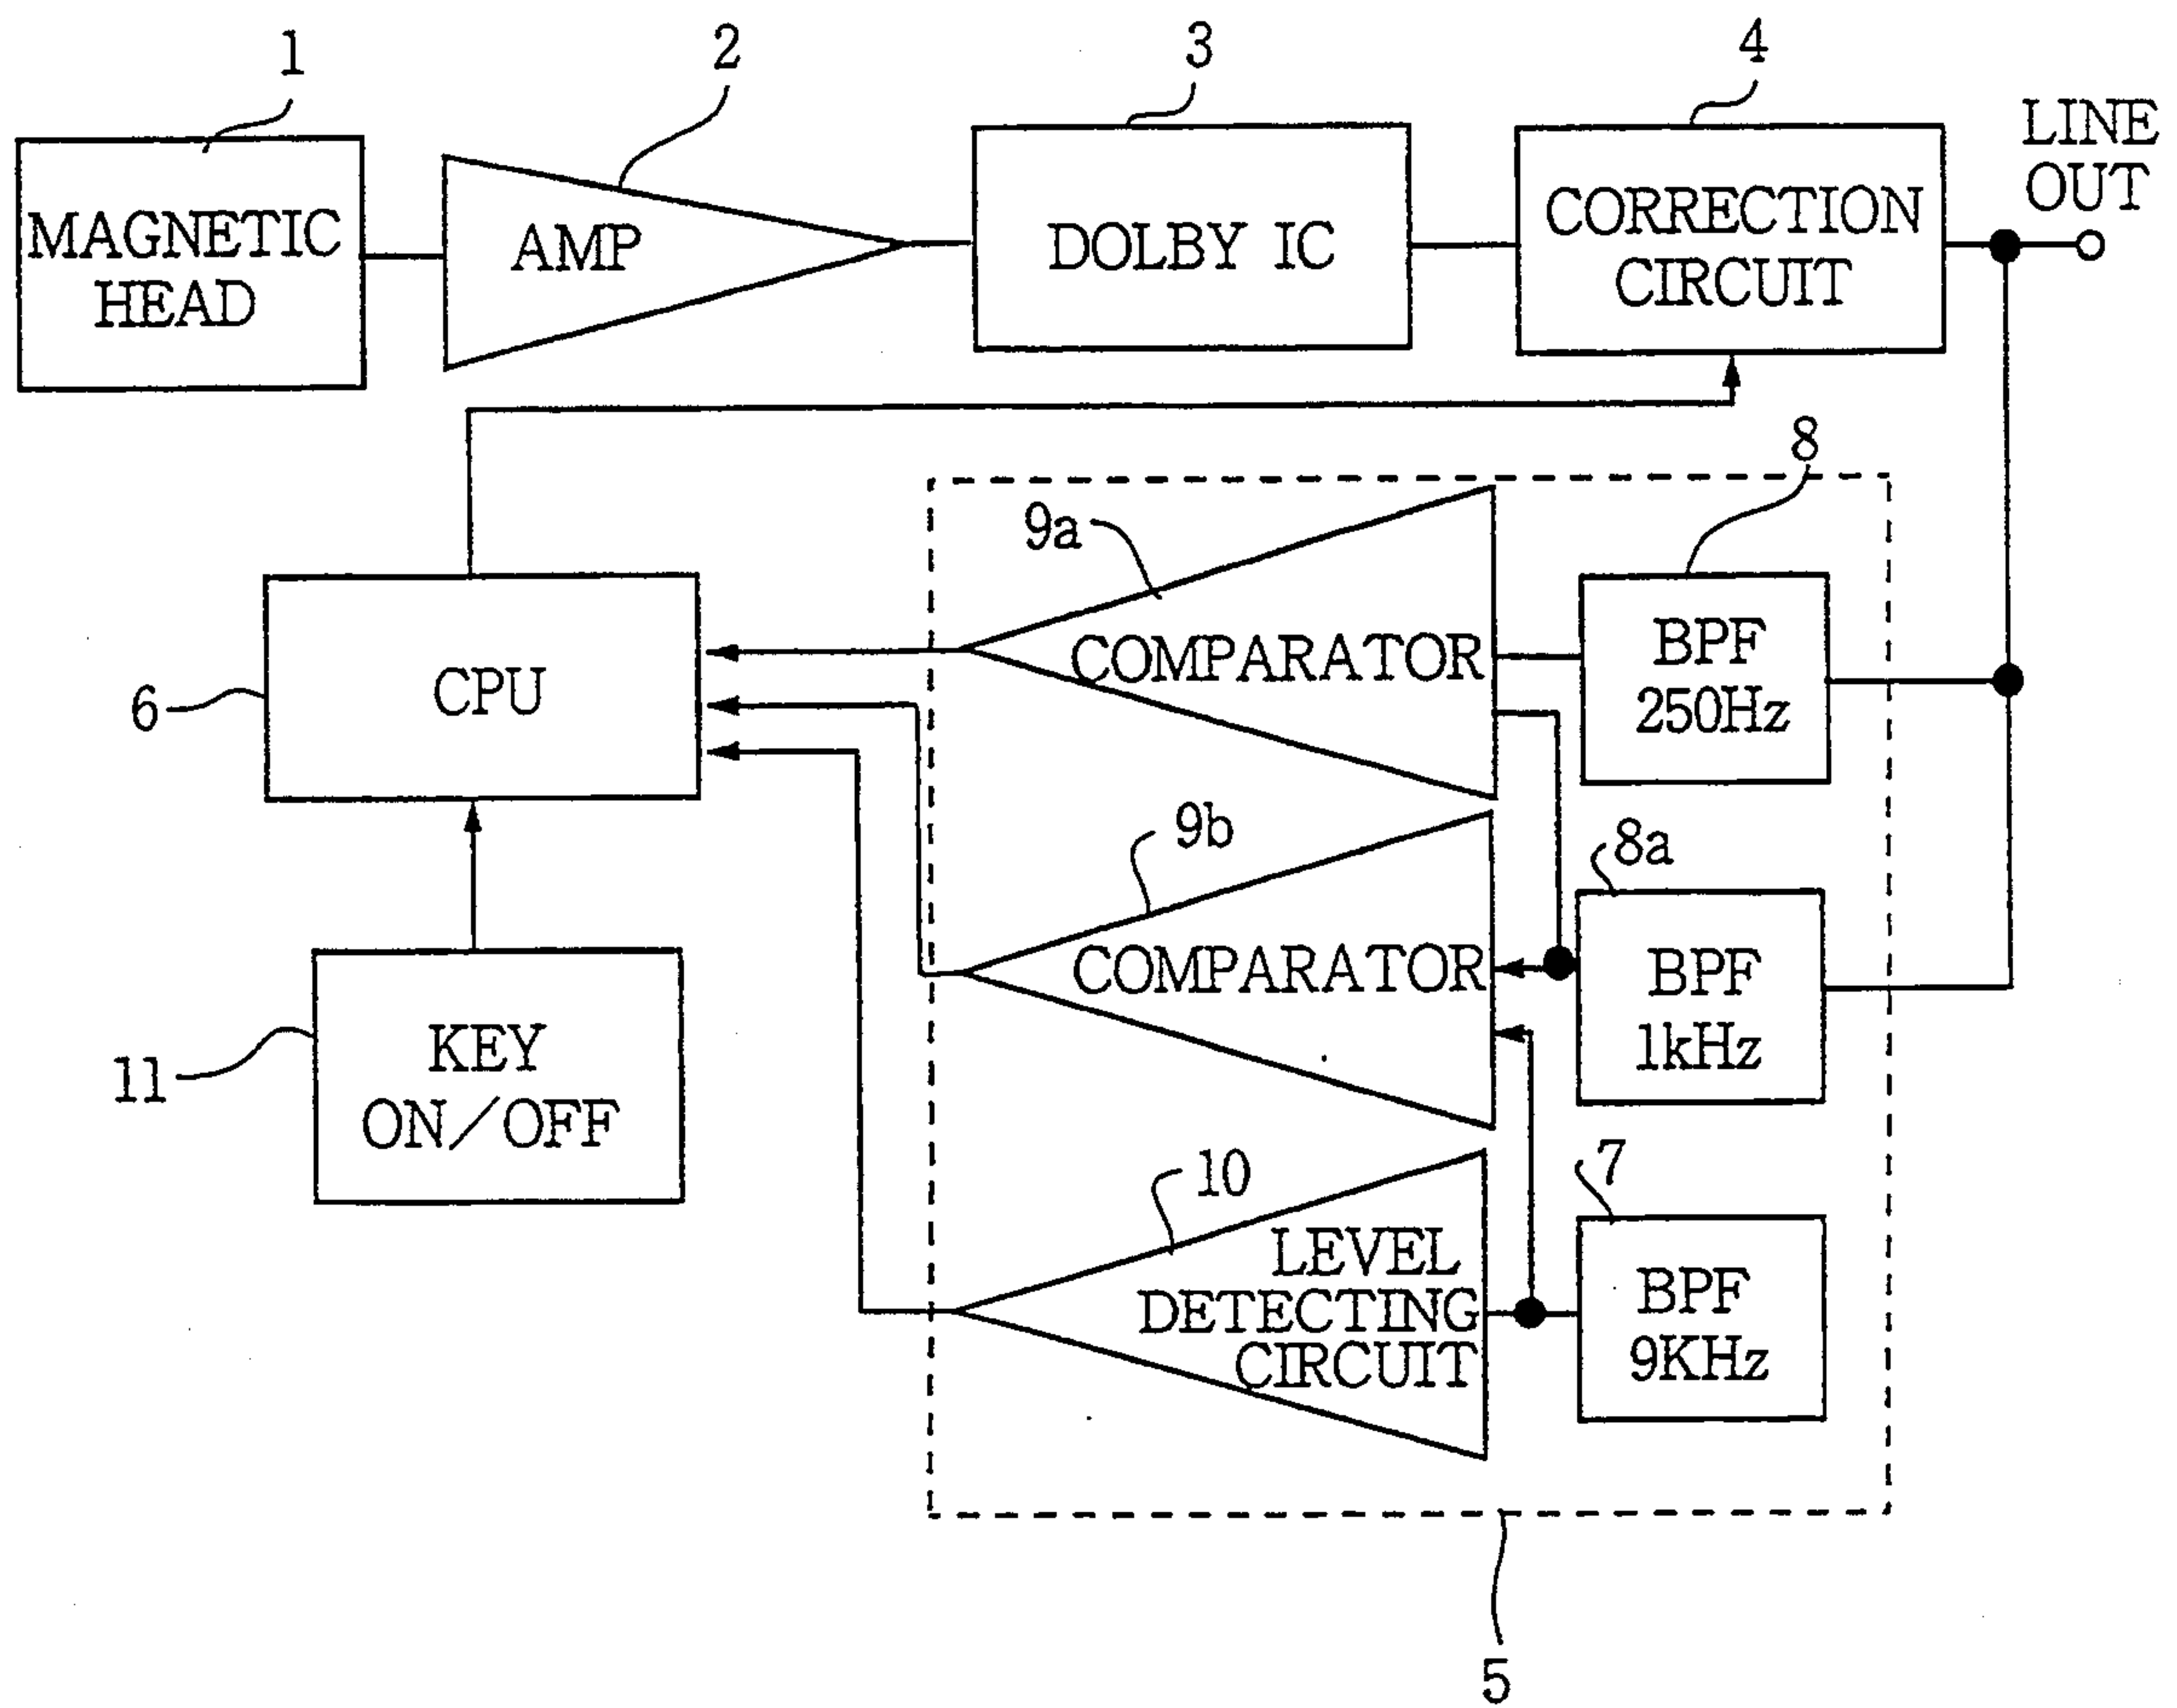 1
2
3
4
MAGNETIC
HEAD
AMP
DOLBY IC
CORRECTION
CIRCUIT
LINE
OUT
8
9a
COMPARATOR
BPF
250Hz
6
CPU
9b
8a
COMPARATOR
BPF
1kHz
11
KEY
ON/OFF
10
7
LEVEL
DETECTING
CIRCUIT
BPF
9KHz
5